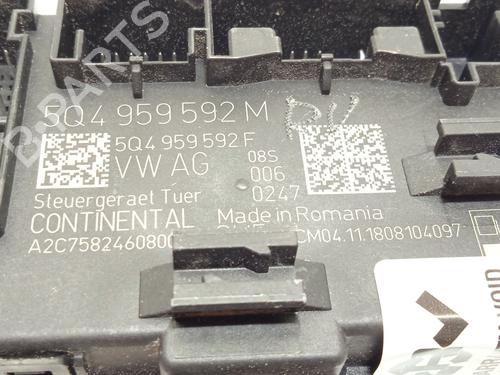 5Q4 959 592 M
5Q4 959 592 F
VW AG
08S
006
0247
Steuergeraet Tuer
CONTINENTAL
Made in Romania
A2C7582460800
CM04.11.1808104097
B-PARTS